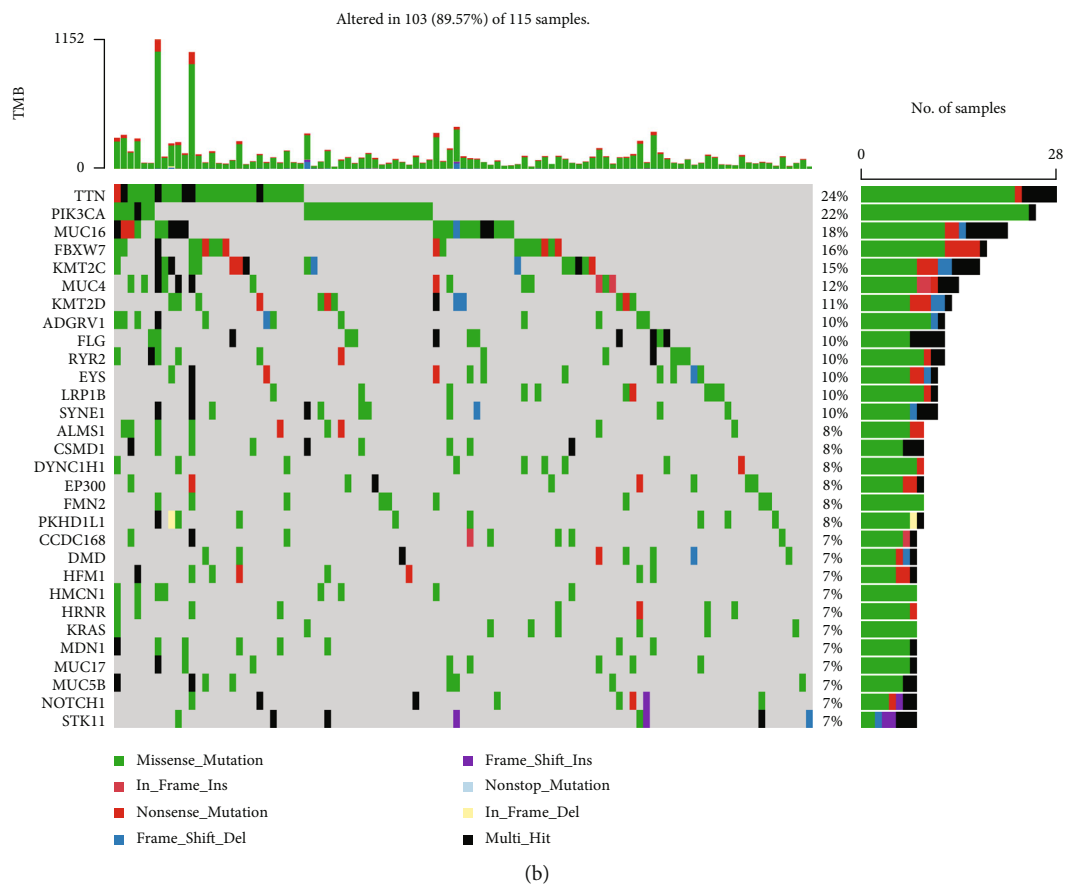 Altered in 103 (89.57%) of 115 samples.
1152
TMB
0
No. of samples
0 28
TTN 24%
PIK3CA 22%
MUC16 18%
FBXW7 16%
KMT2C 15%
MUC4 12%
KMT2D 11%
ADGRV1 10%
FLG 10%
RYR2 10%
EYS 10%
LRP1B 10%
SYNE1 10%
ALMS1 8%
CSMD1 8%
DYNC1H1 8%
EP300 8%
FMN2 8%
PKHD1L1 8%
CCDC168 7%
DMD 7%
HFM1 7%
HMCN1 7%
HRNR 7%
KRAS 7%
MDN1 7%
MUC17 7%
MUC5B 7%
NOTCH1 7%
STK11 7%
Missense_Mutation Frame_Shift_Ins
In_Frame_Ins Nonstop_Mutation
Nonsense_Mutation In_Frame_Del
Frame_Shift_Del Multi_Hit
(b)